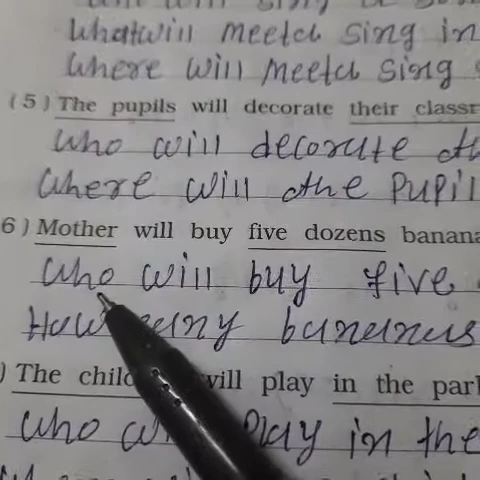 Whatwill meeta sing in
Where will Meeta sing
(5) The pupils will decorate their classr
Who will decorate th
Where will the Pupil
6) Mother will buy five dozens banana
Who will buy five
How many bananas
) The child will play in the parl
Who will Play in the